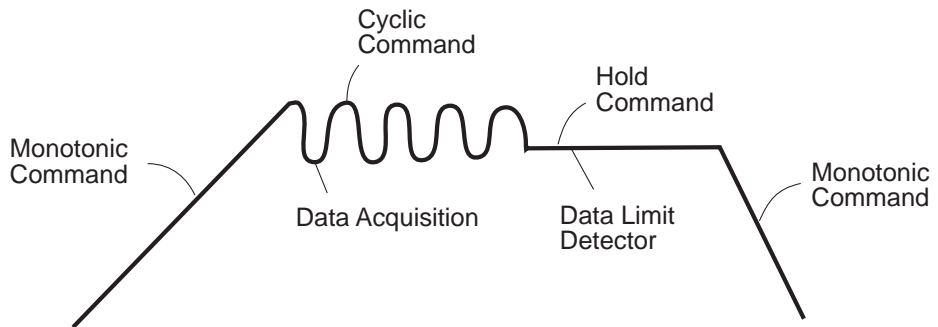 Cyclic
Command
Hold
Command
Monotonic
Command
Monotonic
Command
Data Acquisition
Data Limit
Detector